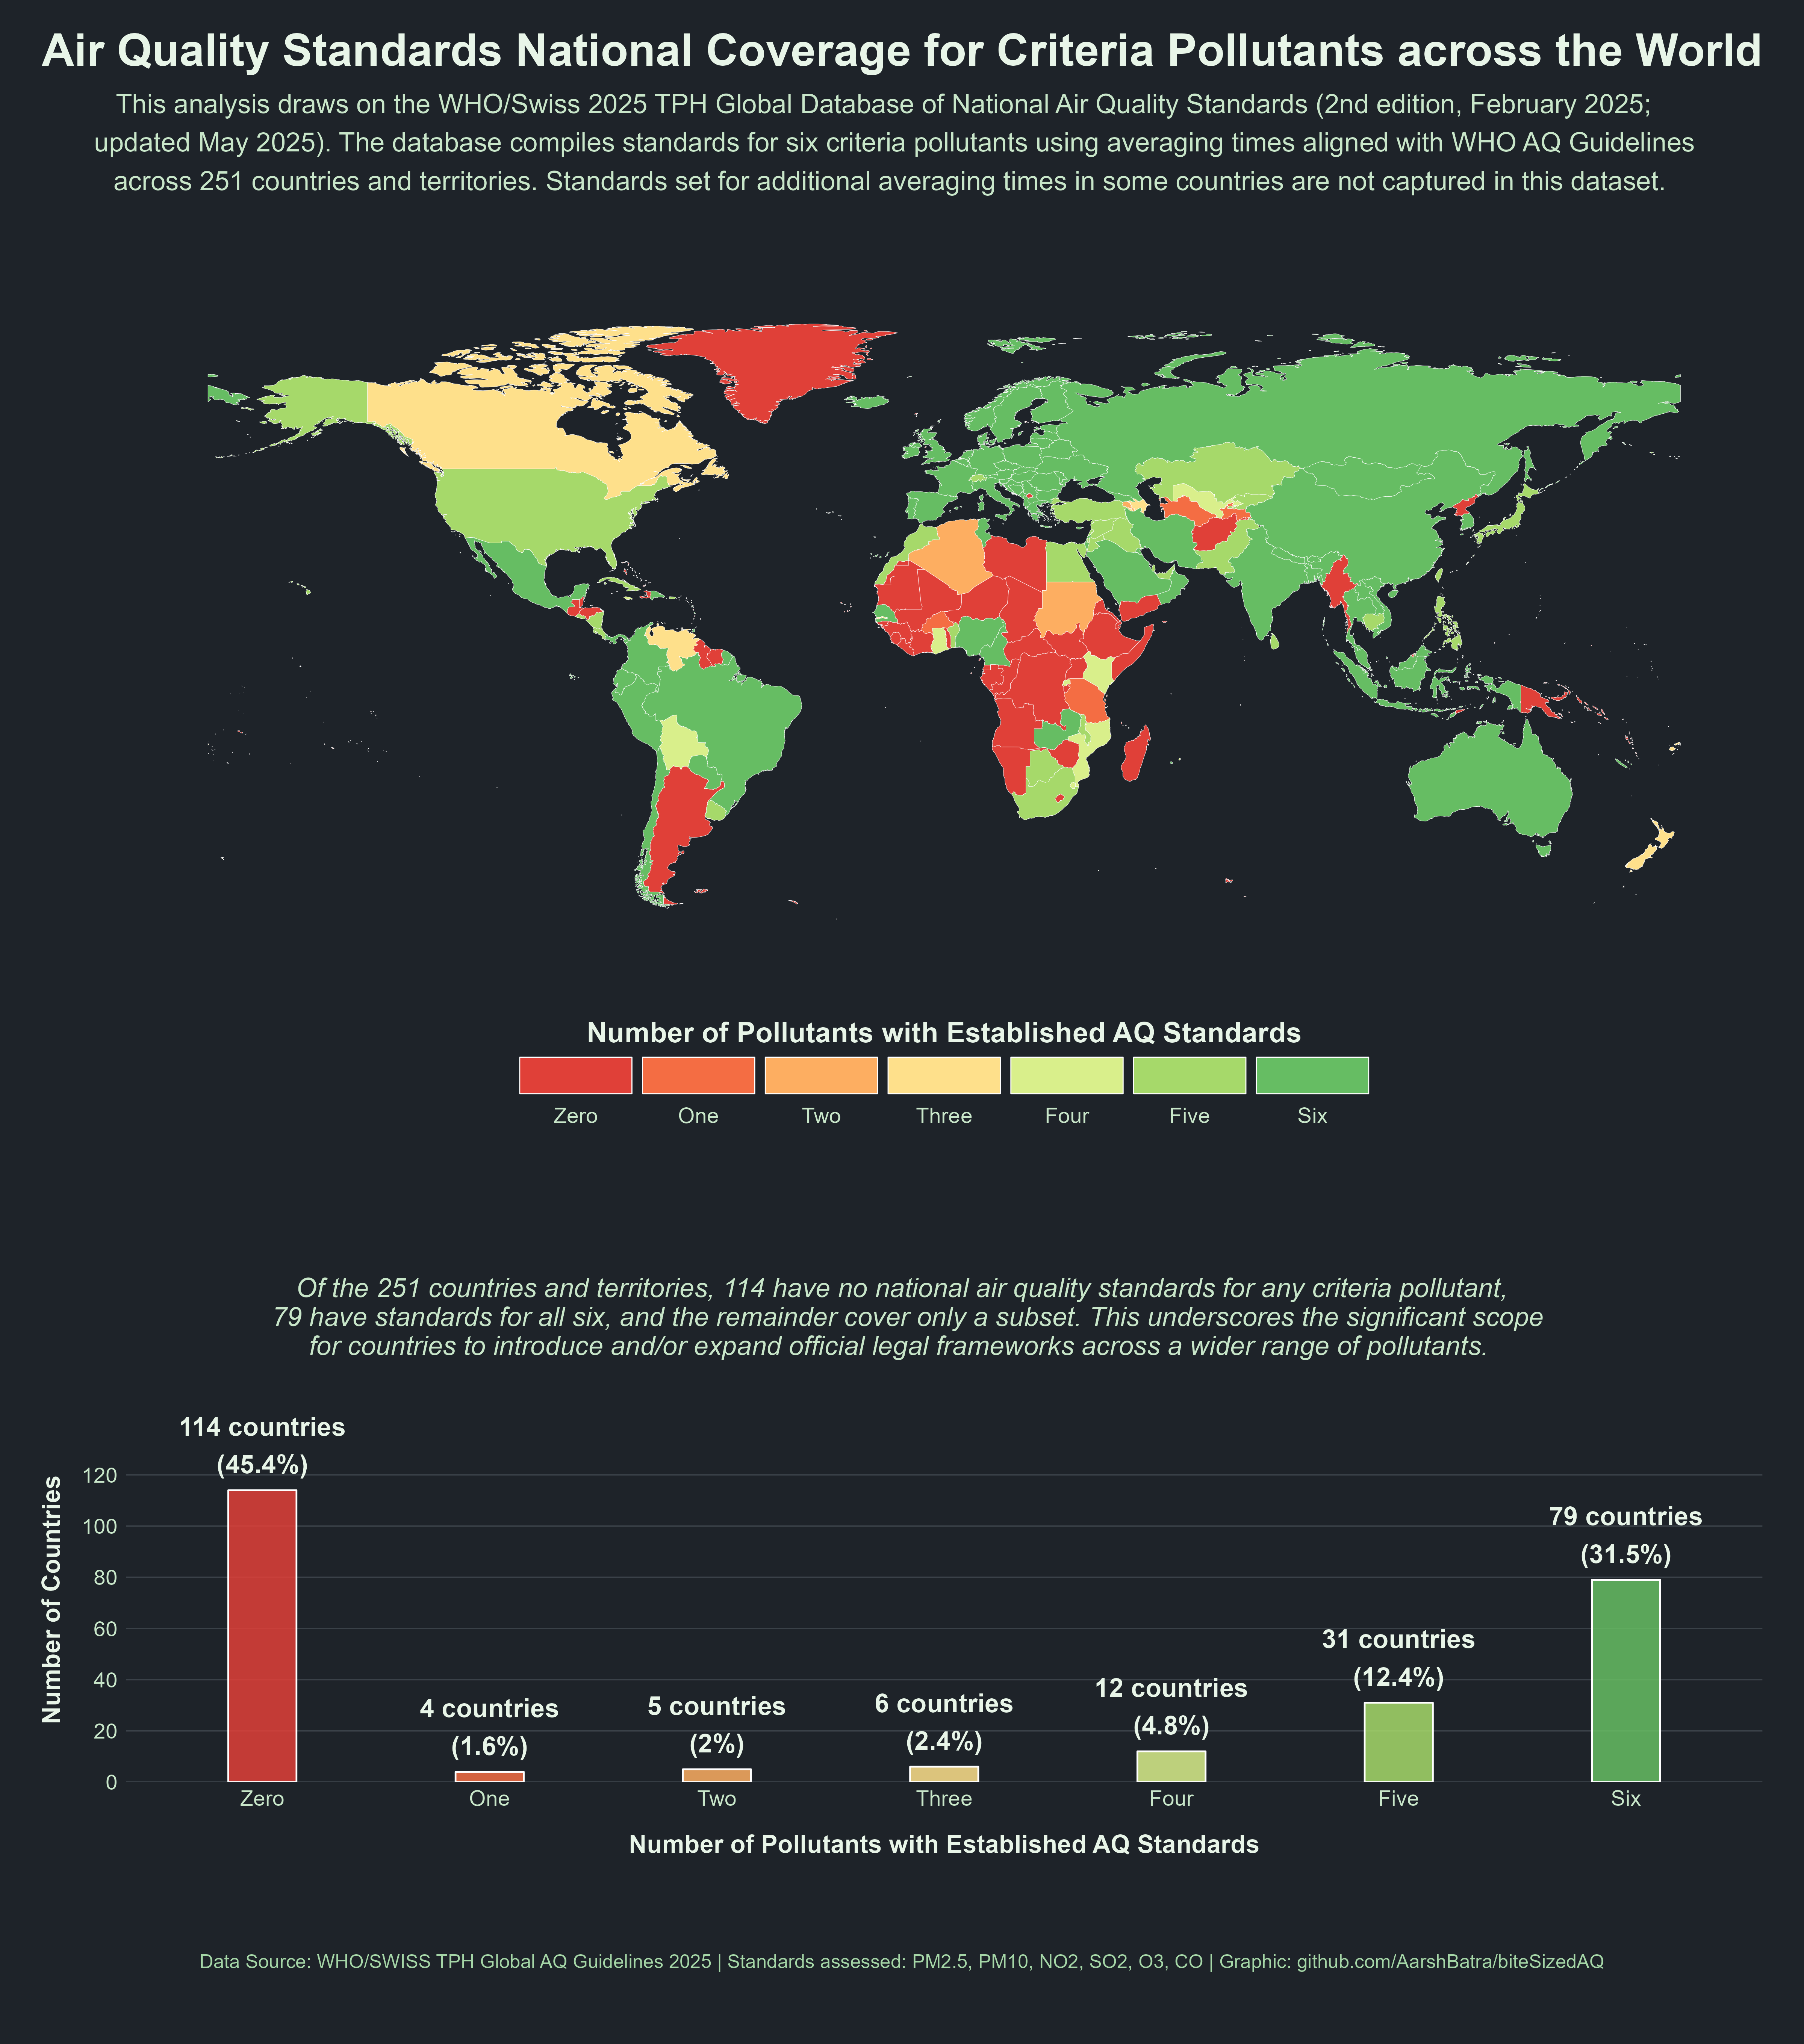 Air Quality Standards National Coverage for Criteria Pollutants across the World
This analysis draws on the WHO/Swiss 2025 TPH Global Database of National Air Quality Standards (2nd edition, February 2025;
updated May 2025). The database compiles standards for six criteria pollutants using averaging times aligned with WHO AQ Guidelines
across 251 countries and territories. Standards set for additional averaging times in some countries are not captured in this dataset.
Number of Pollutants with Established AQ Standards
Zero One Two Three Four Five Six
Of the 251 countries and territories, 114 have no national air quality standards for any criteria pollutant,
79 have standards for all six, and the remainder cover only a subset. This underscores the significant scope
for countries to introduce and/or expand official legal frameworks across a wider range of pollutants.
Number of Countries
120
100
80
60
40
20
0
114 countries
(45.4%)
4 countries
(1.6%)
5 countries
(2%)
6 countries
(2.4%)
12 countries
(4.8%)
31 countries
(12.4%)
79 countries
(31.5%)
Zero One Two Three Four Five Six
Number of Pollutants with Established AQ Standards
Data Source: WHO/SWISS TPH Global AQ Guidelines 2025 | Standards assessed: PM2.5, PM10, NO2, SO2, O3, CO | Graphic: github.com/AarshBatra/biteSizedAQ